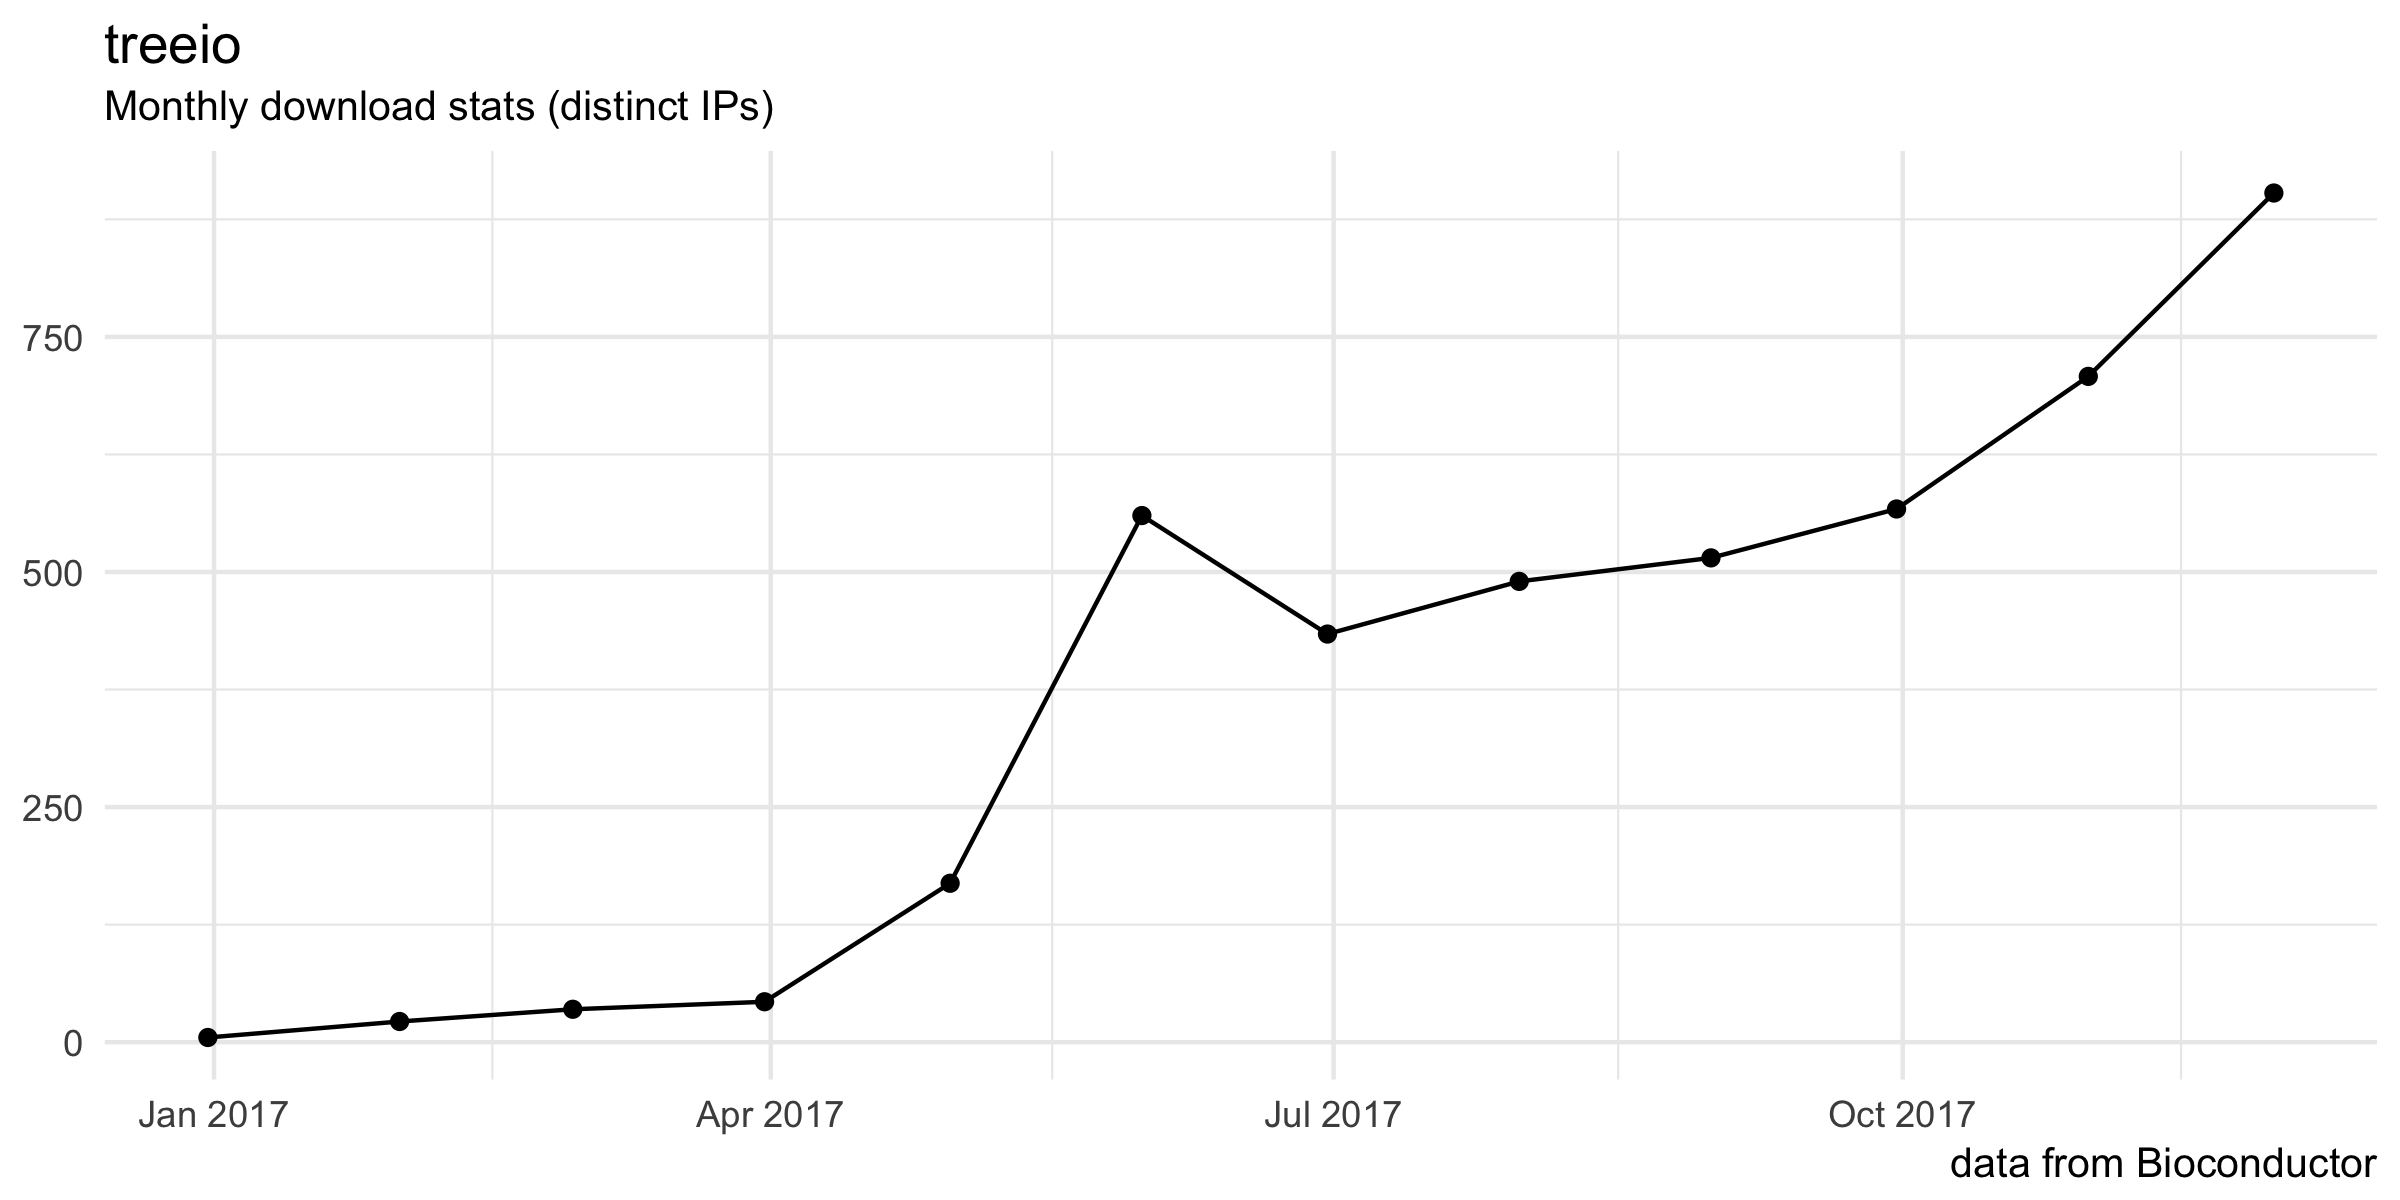 treeio
Monthly download stats (distinct IPs)
750
500
250
0
Jan 2017 Apr 2017 Jul 2017 Oct 2017
data from Bioconductor